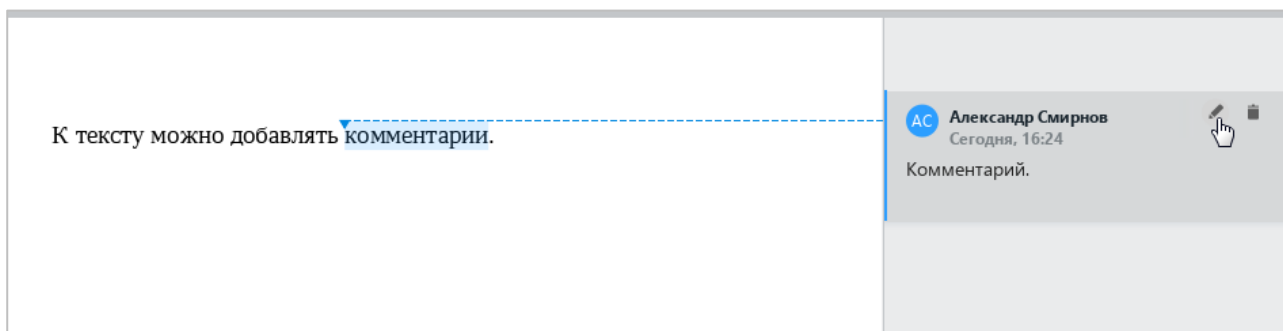 К тексту можно добавлять комментарии.
АС Александр Смирнов
Сегодня, 16:24
Комментарий.